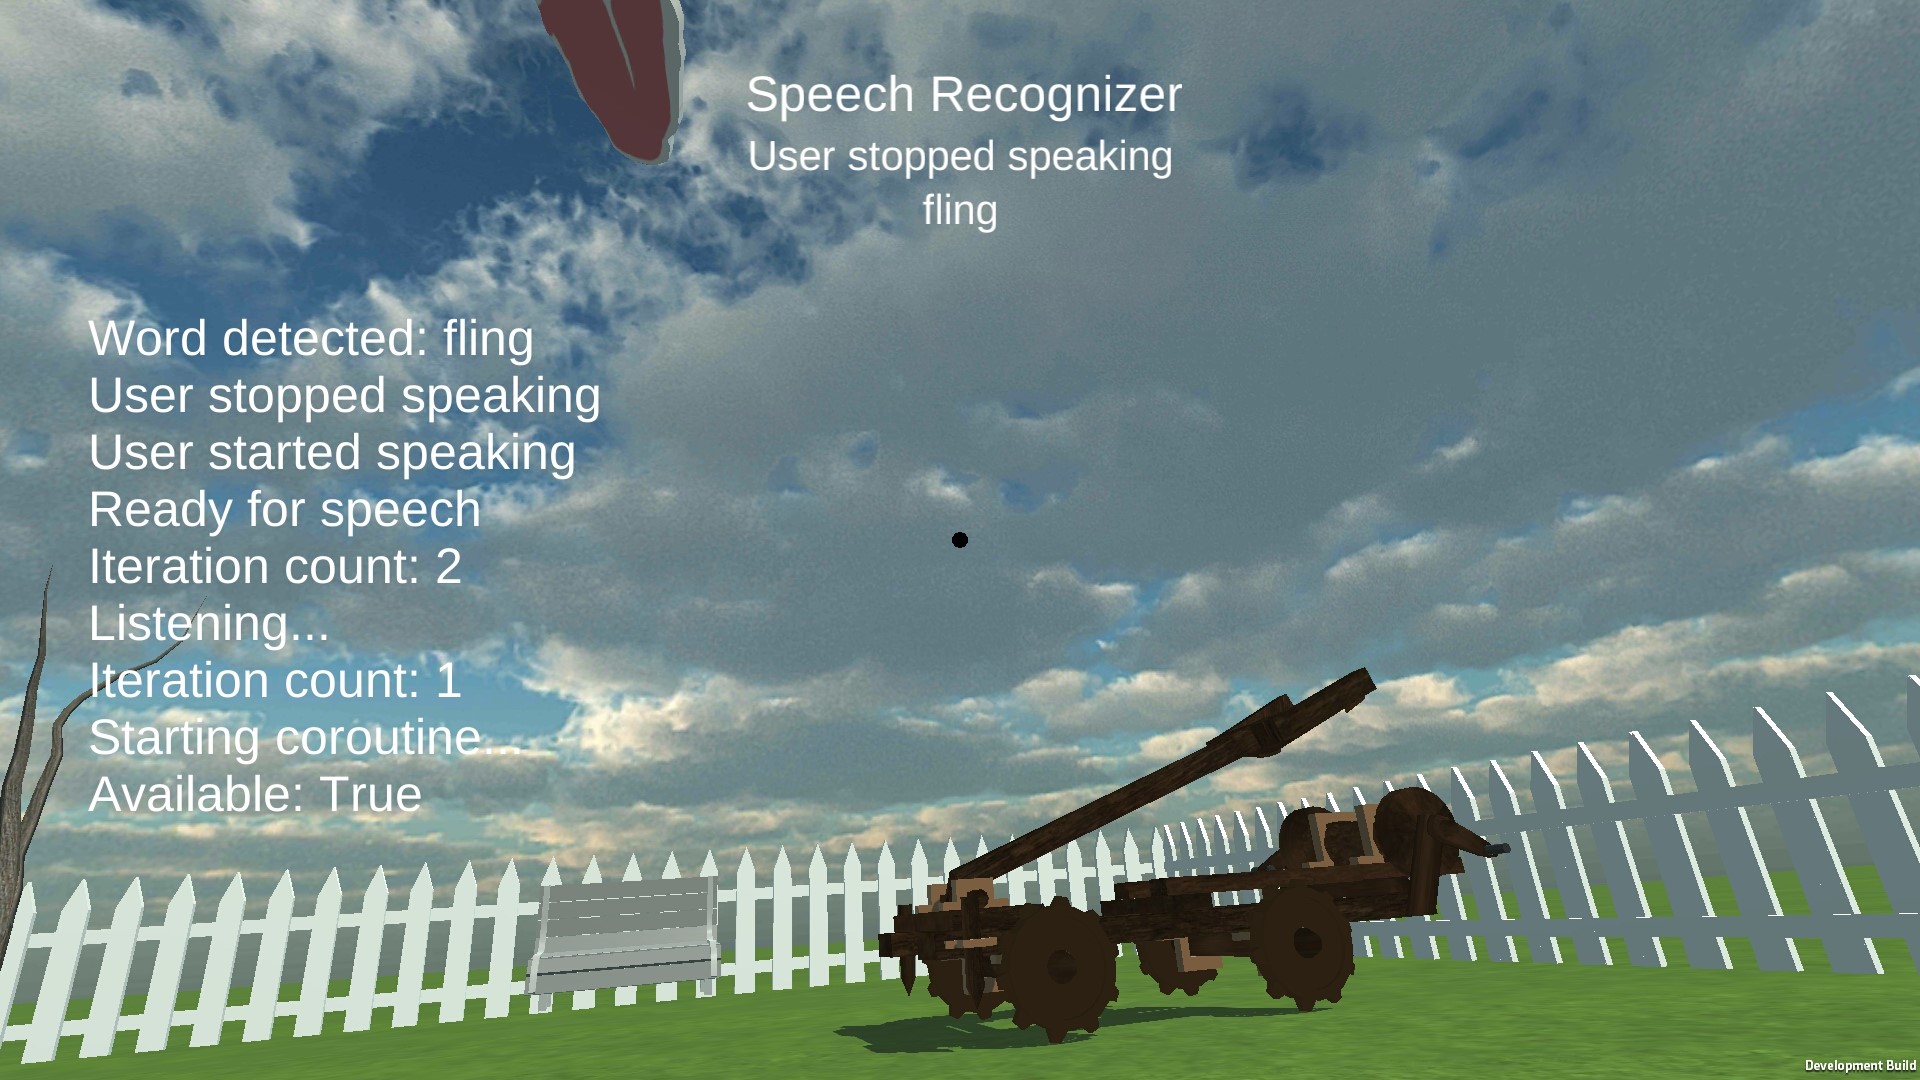 Speech Recognizer
User stopped speaking
fling
Word detected: fling
User stopped speaking
User started speaking
Ready for speech
Iteration count: 2
Listening...
Iteration count: 1
Starting coroutine...
Available: True
Development Build